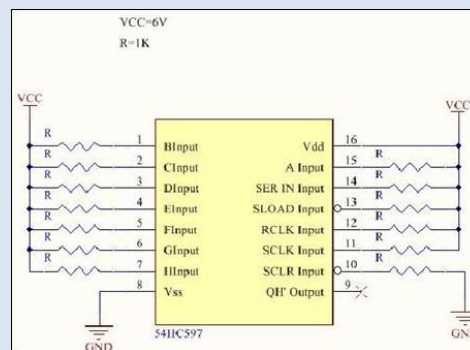 VCC=6V
R=1K
VCC
VCC
R 1 BInput Vdd 16
R 2 CInput A Input 15 R
R 3 DInput SER IN Input 14 R
R 4 EInput SLOAD Input 13 R
R 5 FInput RCLK Input 12 R
R 6 GInput SCLK Input 11 R
R 7 HInput SCLR Input 10 R
8 Vss QH' Output 9
GND
54HC597
GND